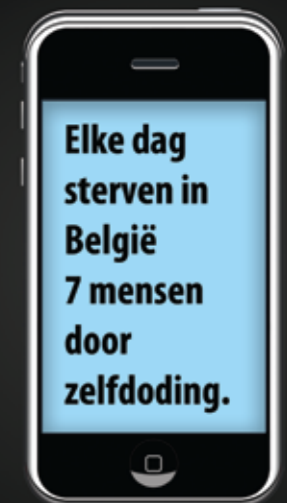 Elke dag
sterven in
België
7 mensen
door
zelfdoding.